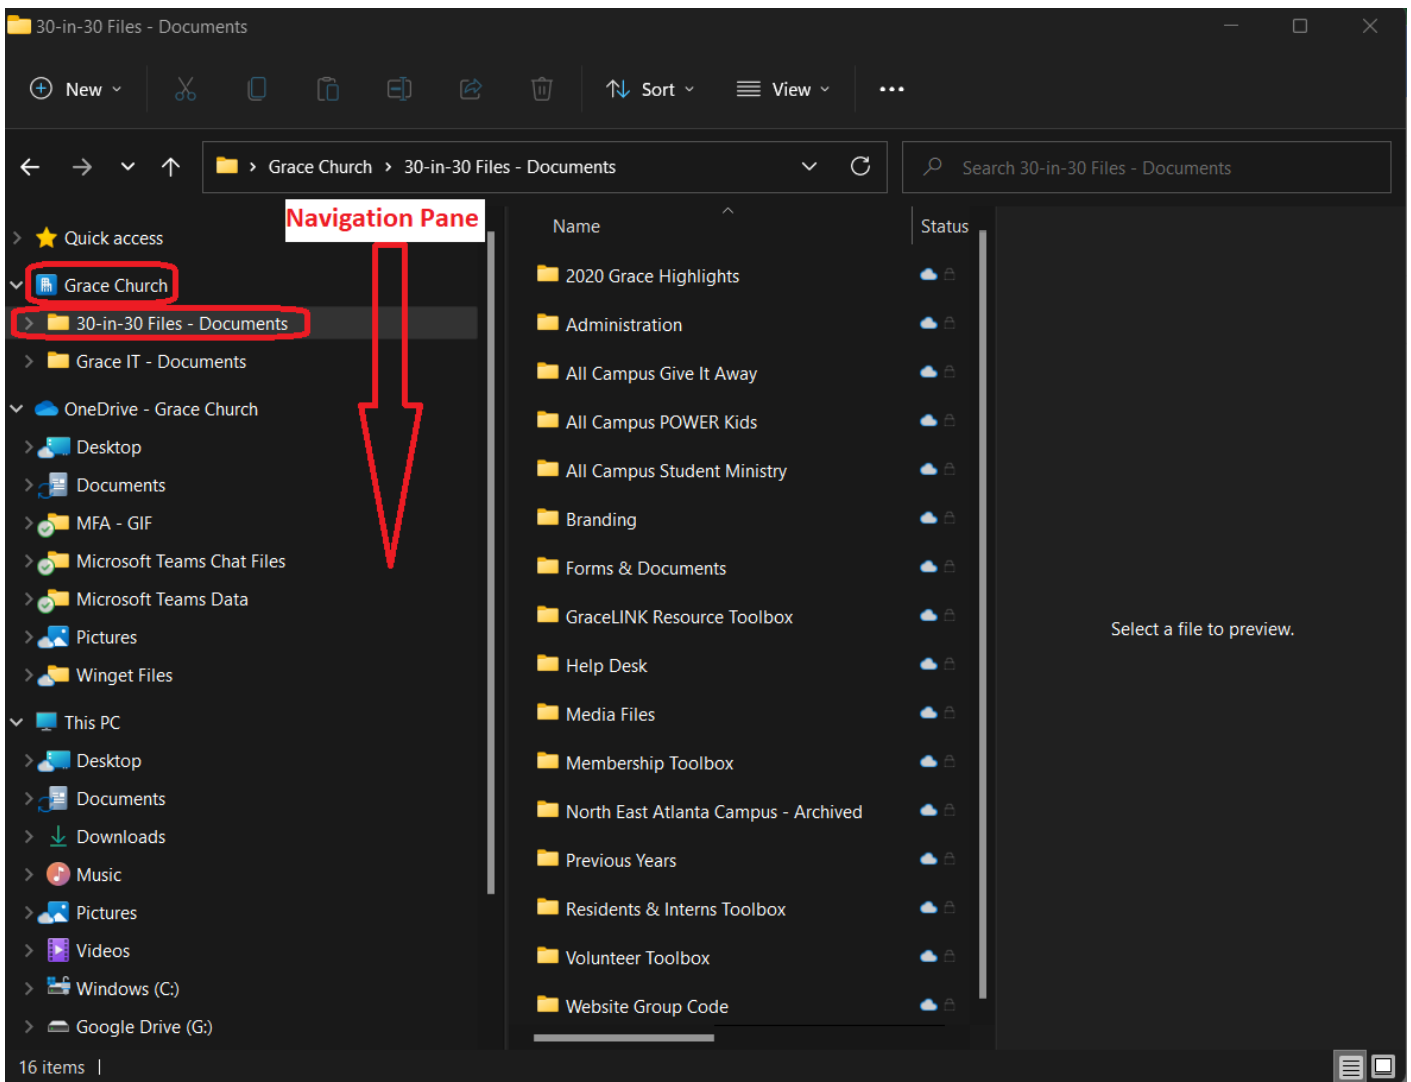 30-in-30 Files - Documents
New
Sort
View
Grace Church > 30-in-30 Files - Documents
Search 30-in-30 Files - Documents
Navigation Pane
Quick access
Grace Church
30-in-30 Files - Documents
Grace IT - Documents
OneDrive - Grace Church
Desktop
Documents
MFA - GIF
Microsoft Teams Chat Files
Microsoft Teams Data
Pictures
Winget Files
This PC
Desktop
Documents
Downloads
Music
Pictures
Videos
Windows (C:)
Google Drive (G:)
Name
Status
2020 Grace Highlights
Administration
All Campus Give It Away
All Campus POWER Kids
All Campus Student Ministry
Branding
Forms & Documents
GraceLINK Resource Toolbox
Help Desk
Media Files
Membership Toolbox
North East Atlanta Campus - Archived
Previous Years
Residents & Interns Toolbox
Volunteer Toolbox
Website Group Code
Select a file to preview.
16 items